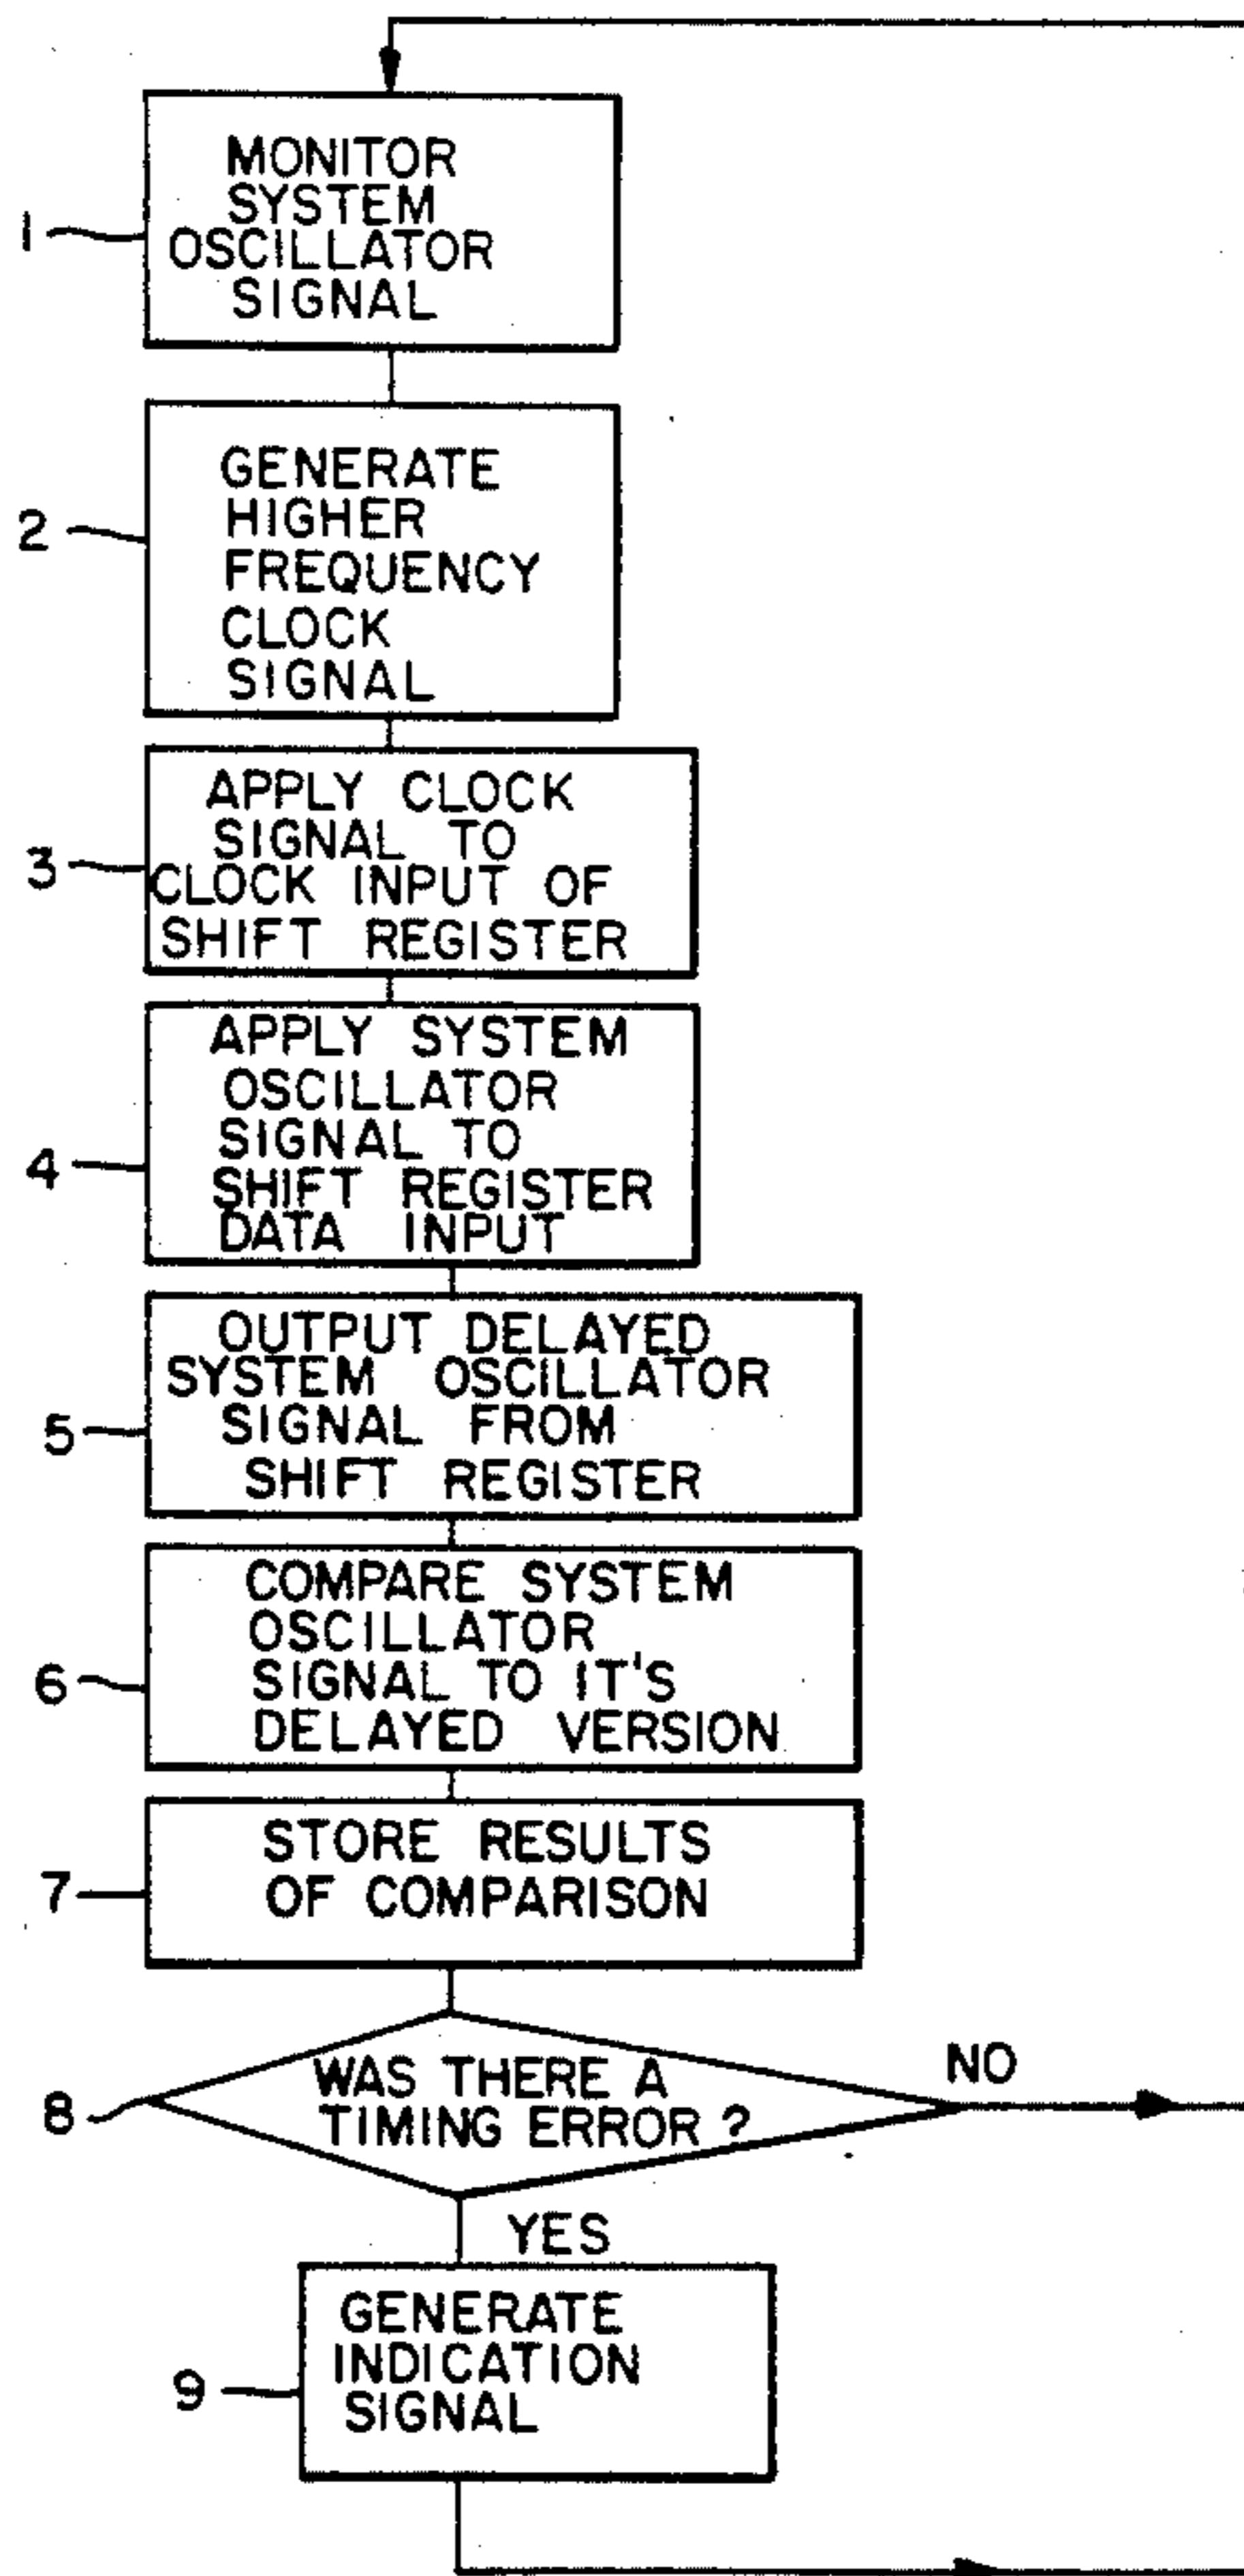 MONITOR
SYSTEM
OSCILLATOR
SIGNAL
1
GENERATE
HIGHER
FREQUENCY
CLOCK
SIGNAL
2
APPLY CLOCK
SIGNAL TO
CLOCK INPUT OF
SHIFT REGISTER
3
APPLY SYSTEM
OSCILLATOR
SIGNAL TO
SHIFT REGISTER
DATA INPUT
4
OUTPUT DELAYED
SYSTEM OSCILLATOR
SIGNAL FROM
SHIFT REGISTER
5
COMPARE SYSTEM
OSCILLATOR
SIGNAL TO IT'S
DELAYED VERSION
6
STORE RESULTS
OF COMPARISON
7
WAS THERE A
TIMING ERROR ?
8
NO
YES
GENERATE
INDICATION
SIGNAL
9